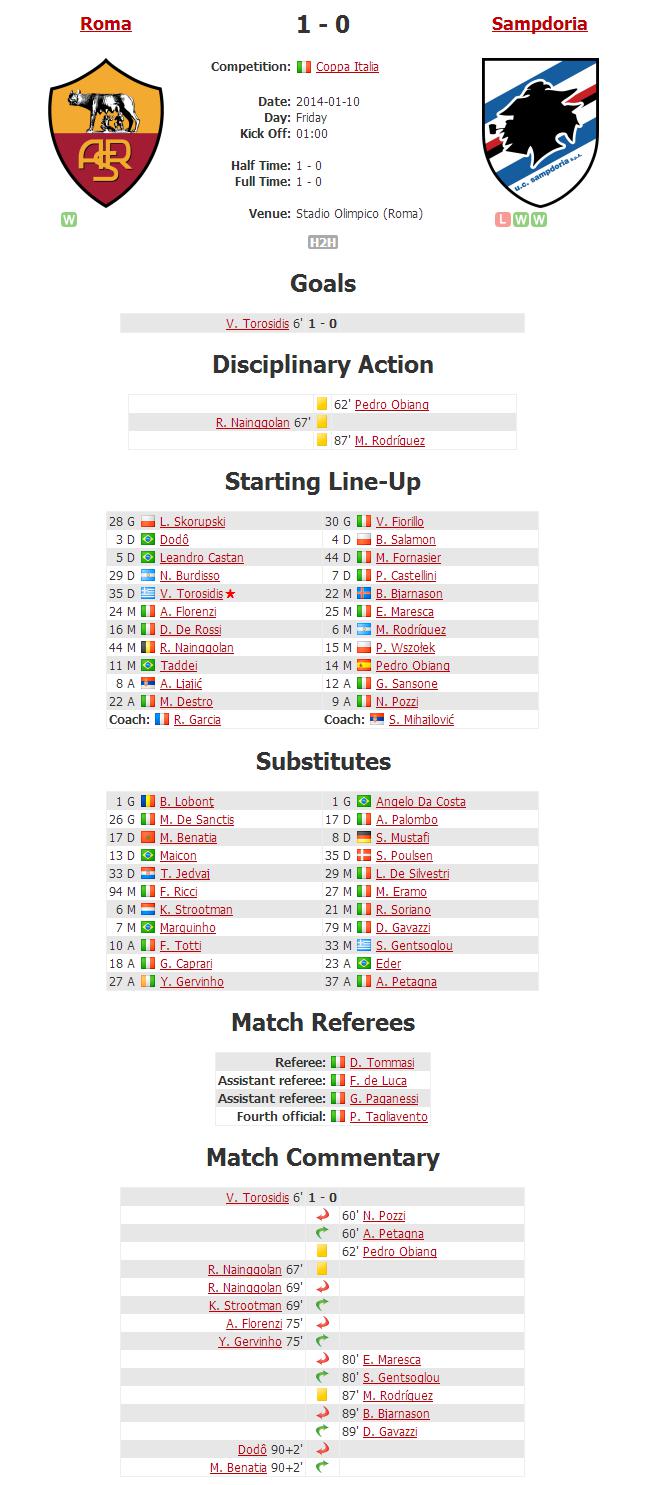 Roma 1 - 0 Sampdoria
Competition: Coppa Italia
Date: 2014-01-10
Day: Friday
Kick Off: 01:00
Half Time: 1 - 0
Full Time: 1 - 0
Venue: Stadio Olimpico (Roma)
ASR
u.c. sampdoria s.p.a.
W
L W W
H2H
Goals
V. Torosidis 6' 1 - 0
Disciplinary Action
62' Pedro Obiang
R. Nainggolan 67'
87' M. Rodríguez
Starting Line-Up
28 G L. Skorupski 30 G V. Fiorillo
3 D Dodô 4 D B. Salamon
5 D Leandro Castan 44 D M. Fornasier
29 D N. Burdisso 7 D P. Castellini
35 D V. Torosidis 22 M B. Bjarnason
24 M A. Florenzi 25 M E. Maresca
16 M D. De Rossi 6 M M. Rodríguez
44 M R. Nainggolan 15 M P. Wszołek
11 M Taddei 14 M Pedro Obiang
8 A A. Ljajić 12 A G. Sansone
22 A M. Destro 9 A N. Pozzi
Coach: R. Garcia Coach: S. Mihajlović
Substitutes
1 G B. Lobonţ 1 G Angelo Da Costa
26 G M. De Sanctis 17 D A. Palombo
17 D M. Benatia 8 D S. Mustafi
13 D Maicon 35 D S. Poulsen
33 D T. Jedvaj 29 M L. De Silvestri
94 M F. Ricci 27 M M. Eramo
6 M K. Strootman 21 M R. Soriano
7 M Marquinho 79 M D. Gavazzi
10 A F. Totti 33 M S. Gentsoglou
18 A G. Caprari 23 A Eder
27 A Y. Gervinho 37 A A. Petagna
Match Referees
Referee: D. Tommasi
Assistant referee: F. de Luca
Assistant referee: G. Paganessi
Fourth official: P. Tagliavento
Match Commentary
V. Torosidis 6' 1 - 0
60' N. Pozzi
60' A. Petagna
62' Pedro Obiang
R. Nainggolan 67'
R. Nainggolan 69'
K. Strootman 69'
A. Florenzi 75'
Y. Gervinho 75'
80' E. Maresca
80' S. Gentsoglou
87' M. Rodríguez
89' B. Bjarnason
89' D. Gavazzi
Dodô 90+2'
M. Benatia 90+2'